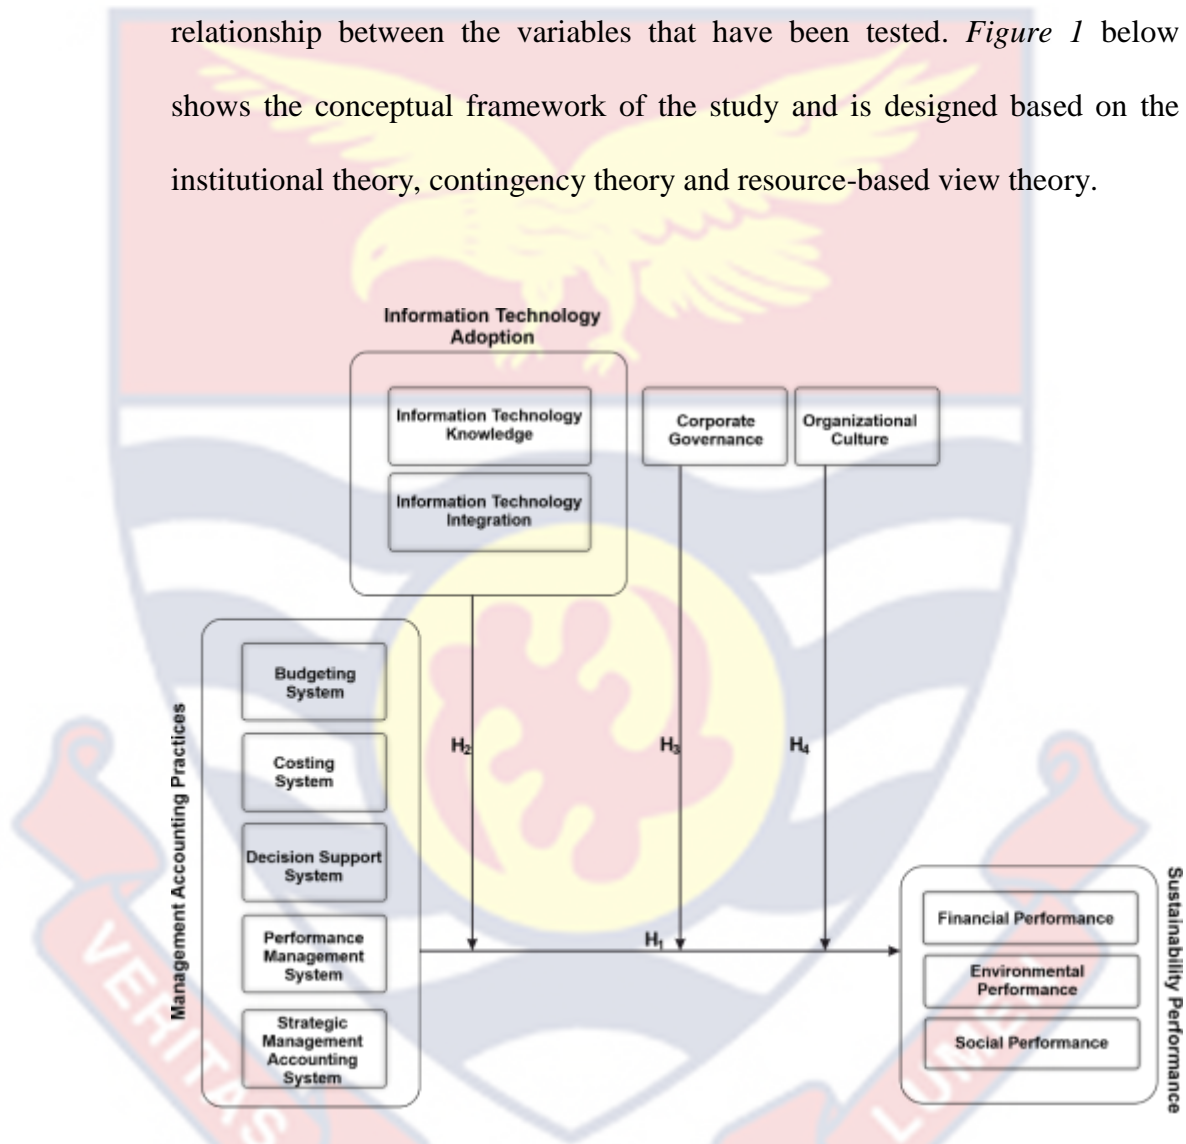 relationship between the variables that have been tested. Figure 1 below
shows the conceptual framework of the study and is designed based on the
institutional theory, contingency theory and resource-based view theory.
Information Technology
Adoption
Information Technology
Knowledge
Information Technology
Integration
Corporate
Governance
Organizational
Culture
Management Accounting Practices
Budgeting
System
Costing
System
Decision Support
System
Performance
Management
System
Strategic
Management
Accounting
System
H2
H3
H4
H1
Sustainability Performance
Financial Performance
Environmental
Performance
Social Performance
VERITAS
LUMEN